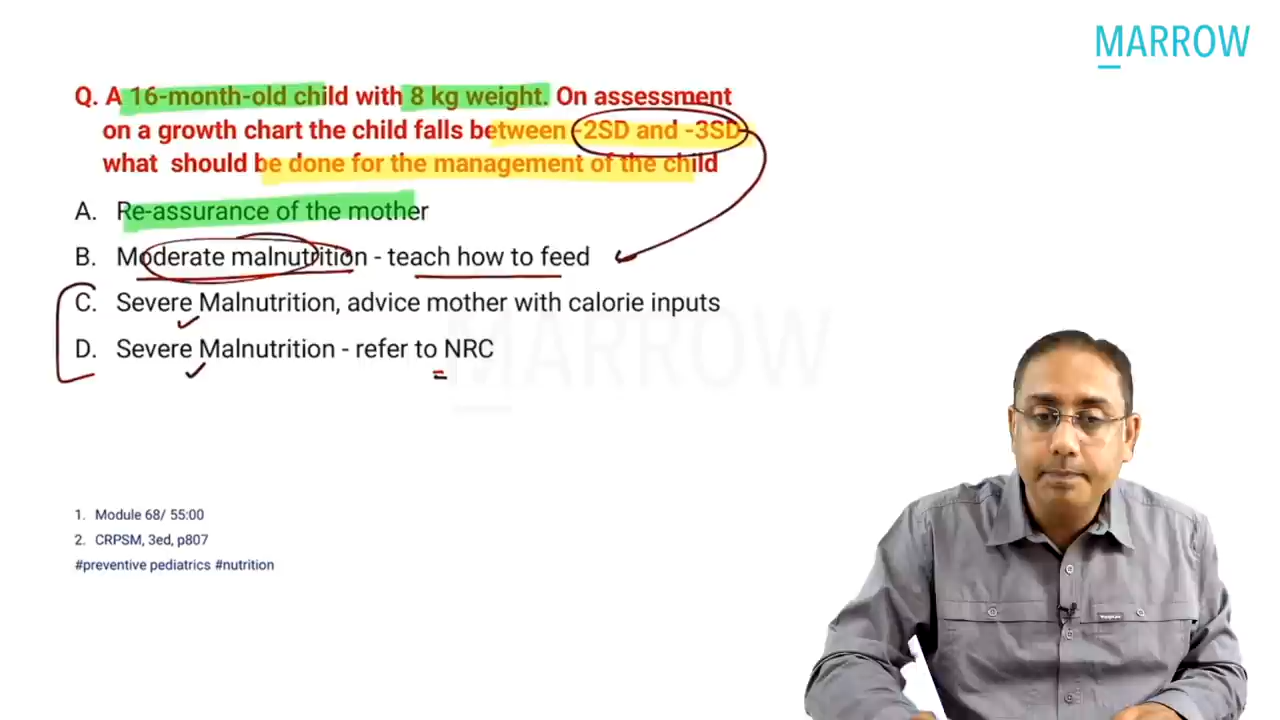 MARROW
Q. A 16-month-old child with 8 kg weight. On assessment
on a growth chart the child falls between -2SD and -3SD
what should be done for the management of the child
A. Re-assurance of the mother
B. Moderate malnutrition - teach how to feed
C. Severe Malnutrition, advice mother with calorie inputs
D. Severe Malnutrition - refer to NRC
MARROW
1. Module 68/ 55:00
2. CRPSM, 3ed, p807
#preventive pediatrics #nutrition